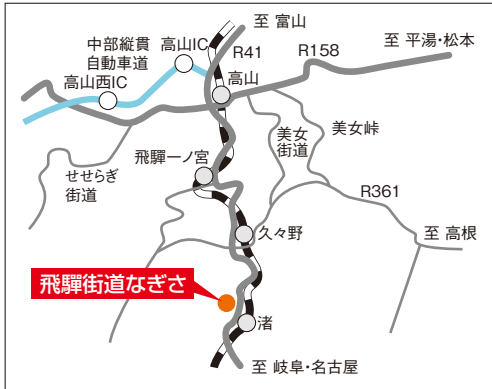 至 富山
中部縦貫
自動車道
高山IC
R41
R158
至 平湯・松本
高山西IC
高山
美女
街道
美女峠
飛驒一ノ宮
せせらぎ
街道
R361
久々野
至 高根
飛驒街道なぎさ
渚
至 岐阜・名古屋